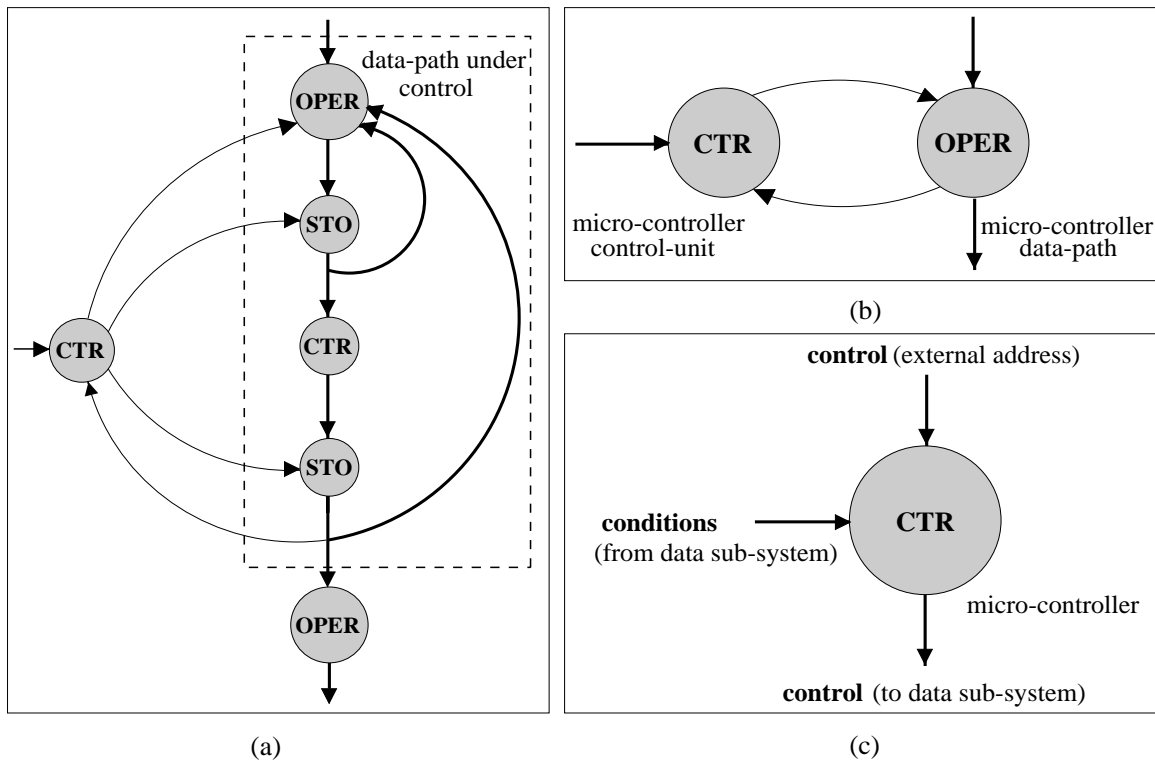 data-path under
control
OPER
STO
CTR
CTR
STO
OPER
(a)
CTR
OPER
micro-controller
control-unit
micro-controller
data-path
(b)
control (external address)
conditions
(from data sub-system)
CTR
micro-controller
control (to data sub-system)
(c)